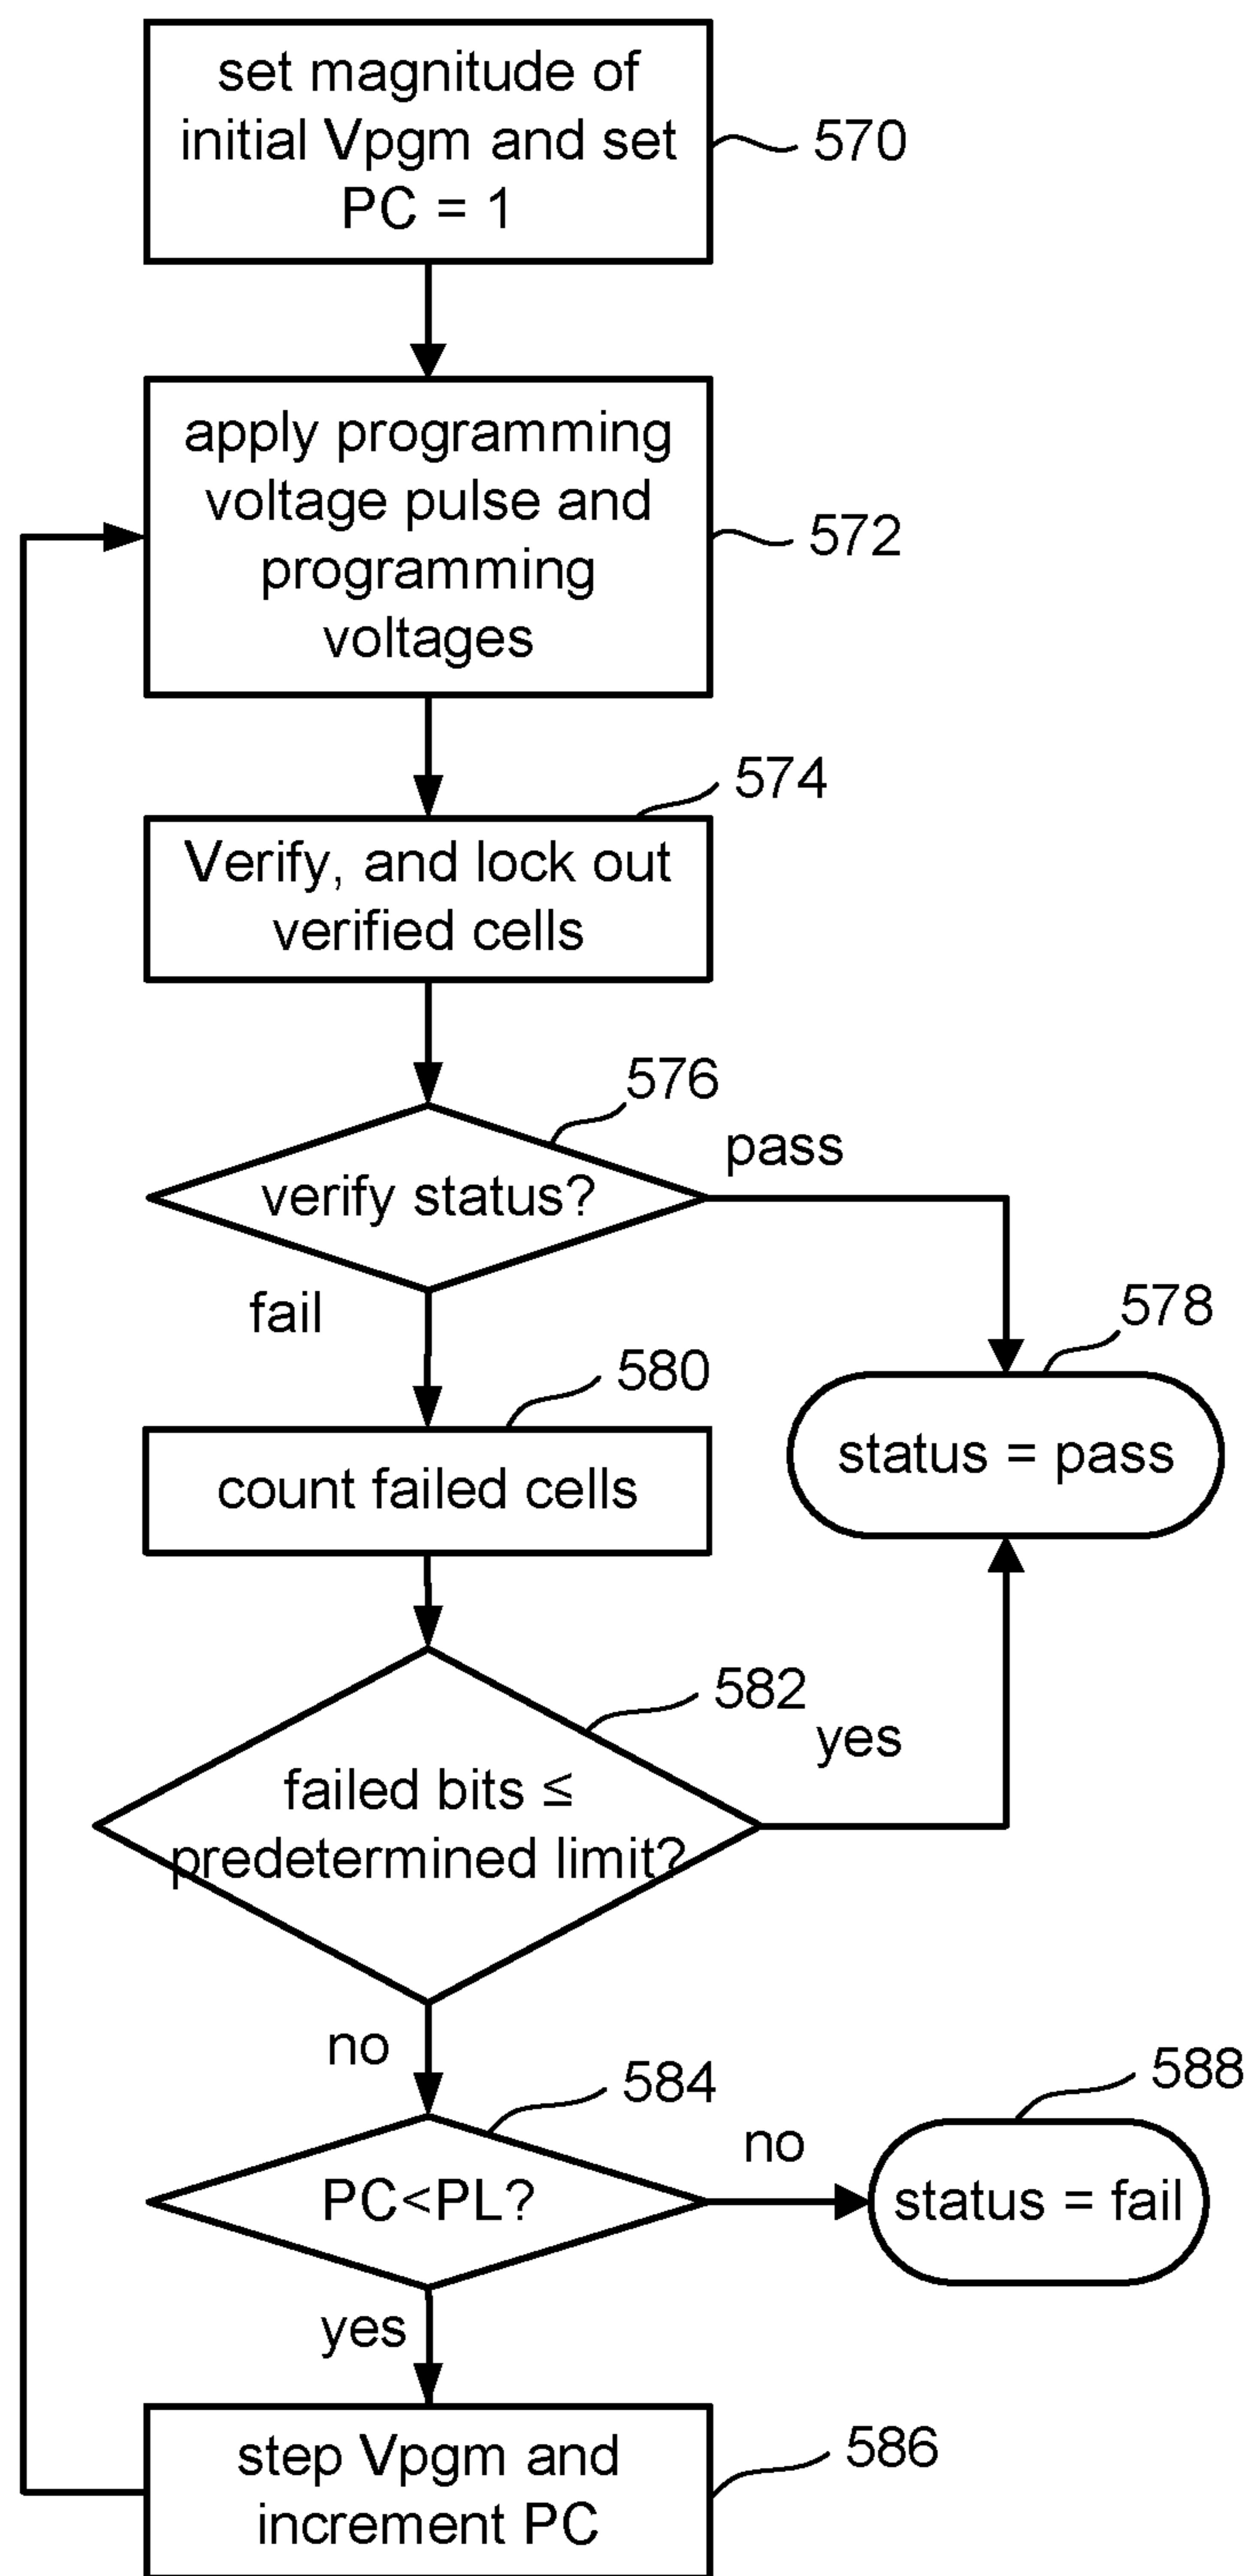 set magnitude of
initial Vpgm and set
PC = 1
570
apply programming
voltage pulse and
programming
voltages
572
574
Verify, and lock out
verified cells
576
pass
verify status?
fail
578
580
status = pass
count failed cells
582
yes
failed bits ≤
predetermined limit?
no
584
588
no
PC<PL?
status = fail
yes
586
step Vpgm and
increment PC